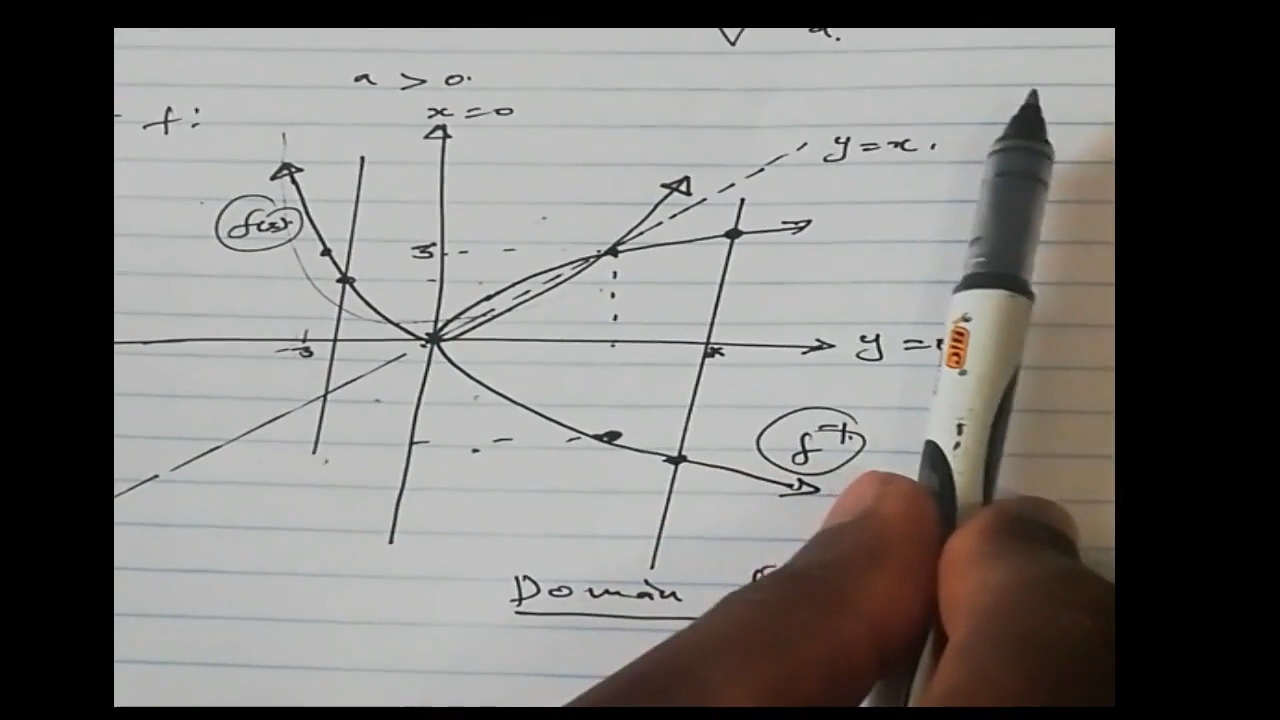 a.
a > 0.
x = 0
f:
y = x.
f(x)
3
-3
x
y =
f⁻¹
Domain